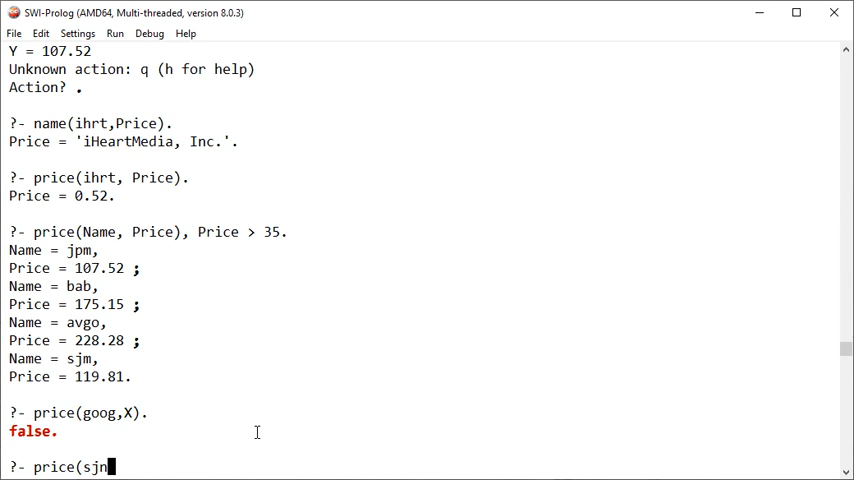 SWI-Prolog (AMD64, Multi-threaded, version 8.0.3)
File Edit Settings Run Debug Help
Y = 107.52
Unknown action: q (h for help)
Action? .
?- name(ihrt,Price).
Price = 'iHeartMedia, Inc.'.
?- price(ihrt, Price).
Price = 0.52.
?- price(Name, Price), Price > 35.
Name = jpm,
Price = 107.52 ;
Name = bab,
Price = 175.15 ;
Name = avgo,
Price = 228.28 ;
Name = sjm,
Price = 119.81.
?- price(goog,X).
false.
?- price(sjn